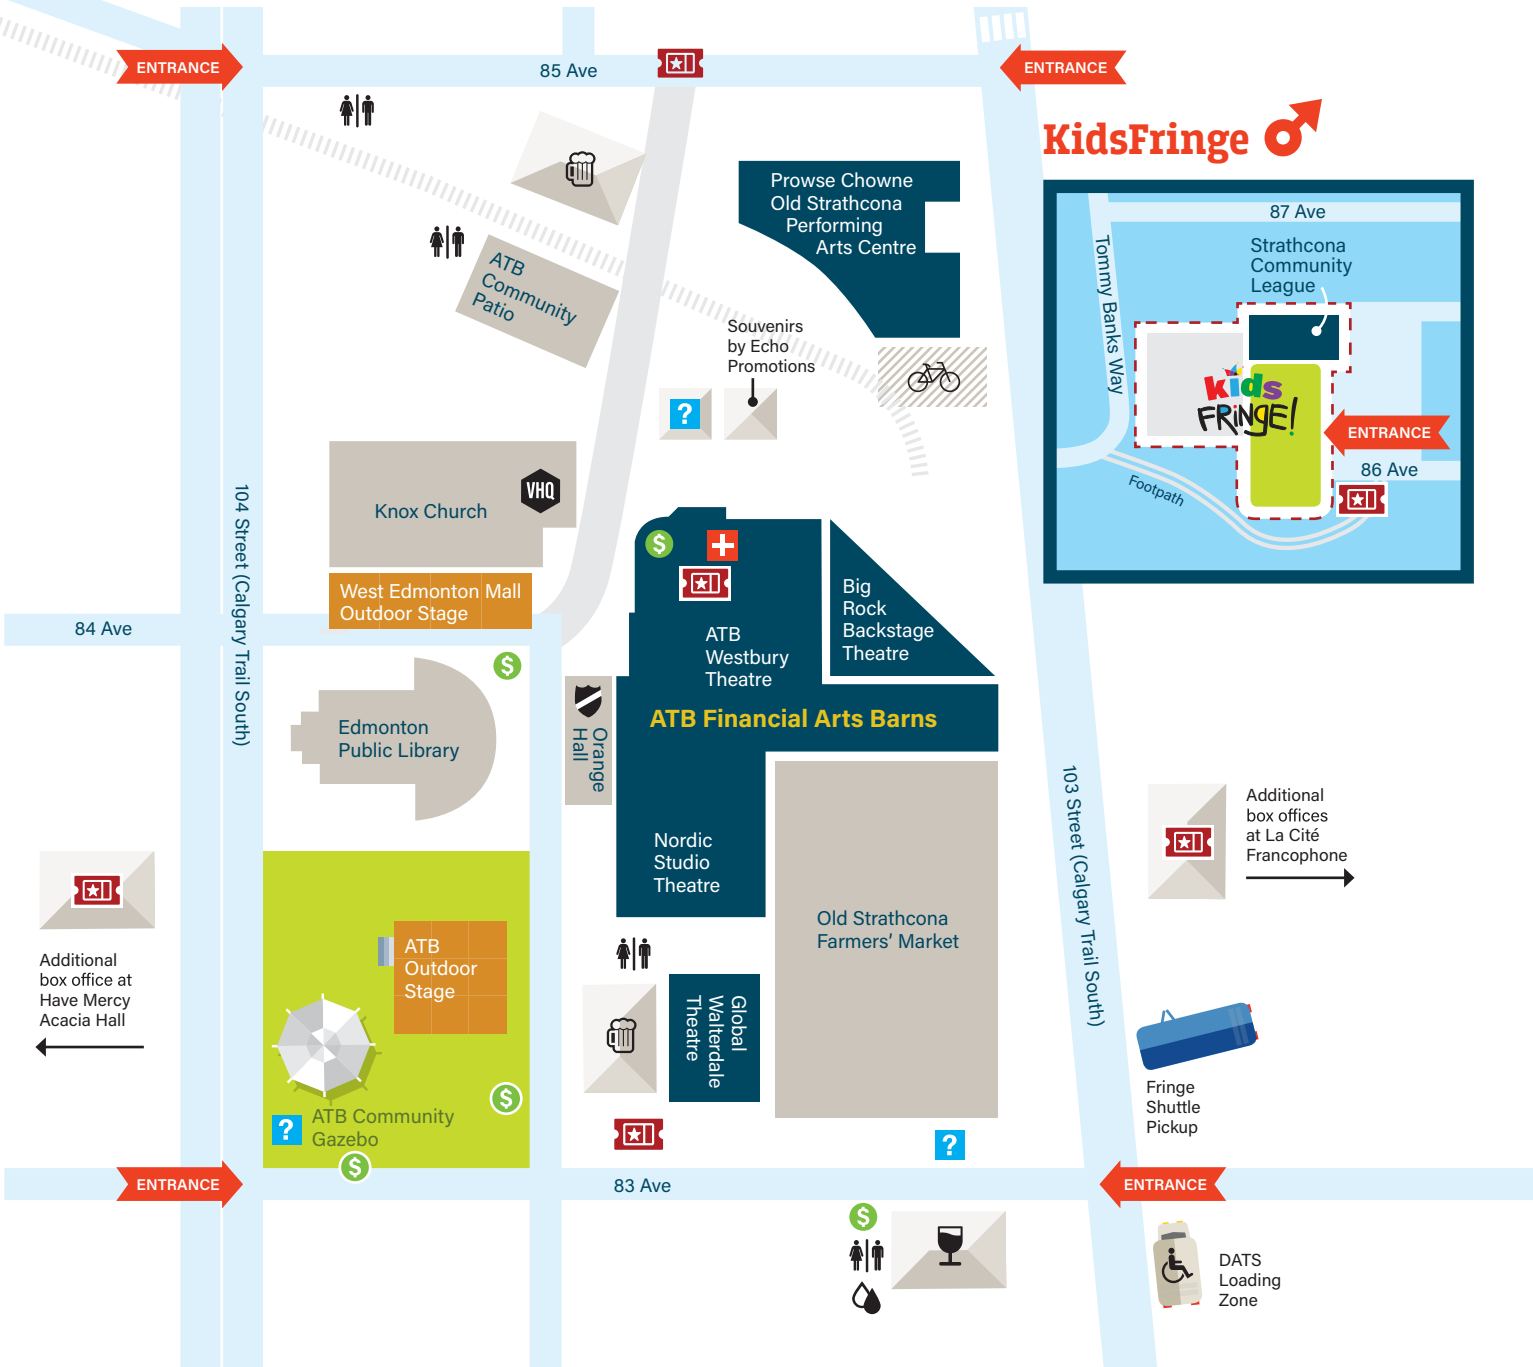 ENTRANCE
85 Ave
ENTRANCE
KidsFringe
Prowse Chowne
Old Strathcona
Performing
Arts Centre
87 Ave
Tommy Banks Way
Strathcona
Community
League
kids
FRINGE!
ENTRANCE
86 Ave
Footpath
ATB
Community
Patio
Souvenirs
by Echo
Promotions
?
Knox Church
VHQ
West Edmonton Mall
Outdoor Stage
104 Street (Calgary Trail South)
84 Ave
$
$
ATB
Westbury
Theatre
Big
Rock
Backstage
Theatre
ATB Financial Arts Barns
Edmonton
Public Library
Orange
Hall
Nordic
Studio
Theatre
Old Strathcona
Farmers' Market
103 Street (Calgary Trail South)
Additional
box offices
at La Cité
Francophone
Additional
box office at
Have Mercy
Acacia Hall
ATB
Outdoor
Stage
Global
Walterdale
Theatre
$
?
ATB Community
Gazebo
$
?
Fringe
Shuttle
Pickup
ENTRANCE
83 Ave
ENTRANCE
$
DATS
Loading
Zone